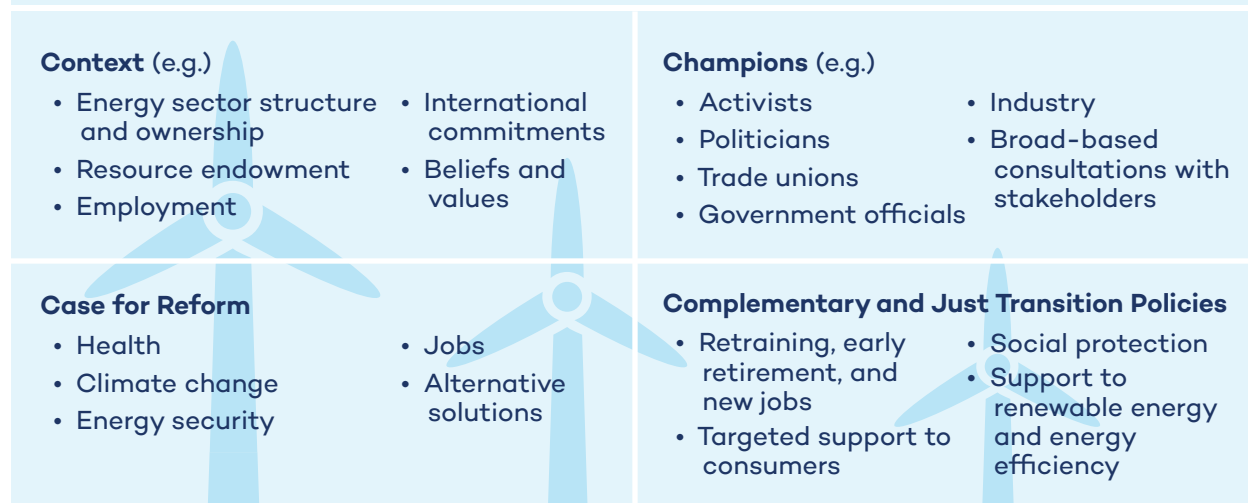 Context (e.g.)
• Energy sector structure
and ownership
• Resource endowment
• Employment
• International
commitments
• Beliefs and
values
Champions (e.g.)
• Activists
• Politicians
• Trade unions
• Government officials
• Industry
• Broad-based
consultations with
stakeholders
Case for Reform
• Health
• Climate change
• Energy security
• Jobs
• Alternative
solutions
Complementary and Just Transition Policies
• Retraining, early
retirement, and
new jobs
• Targeted support to
consumers
• Social protection
• Support to
renewable energy
and energy
efficiency